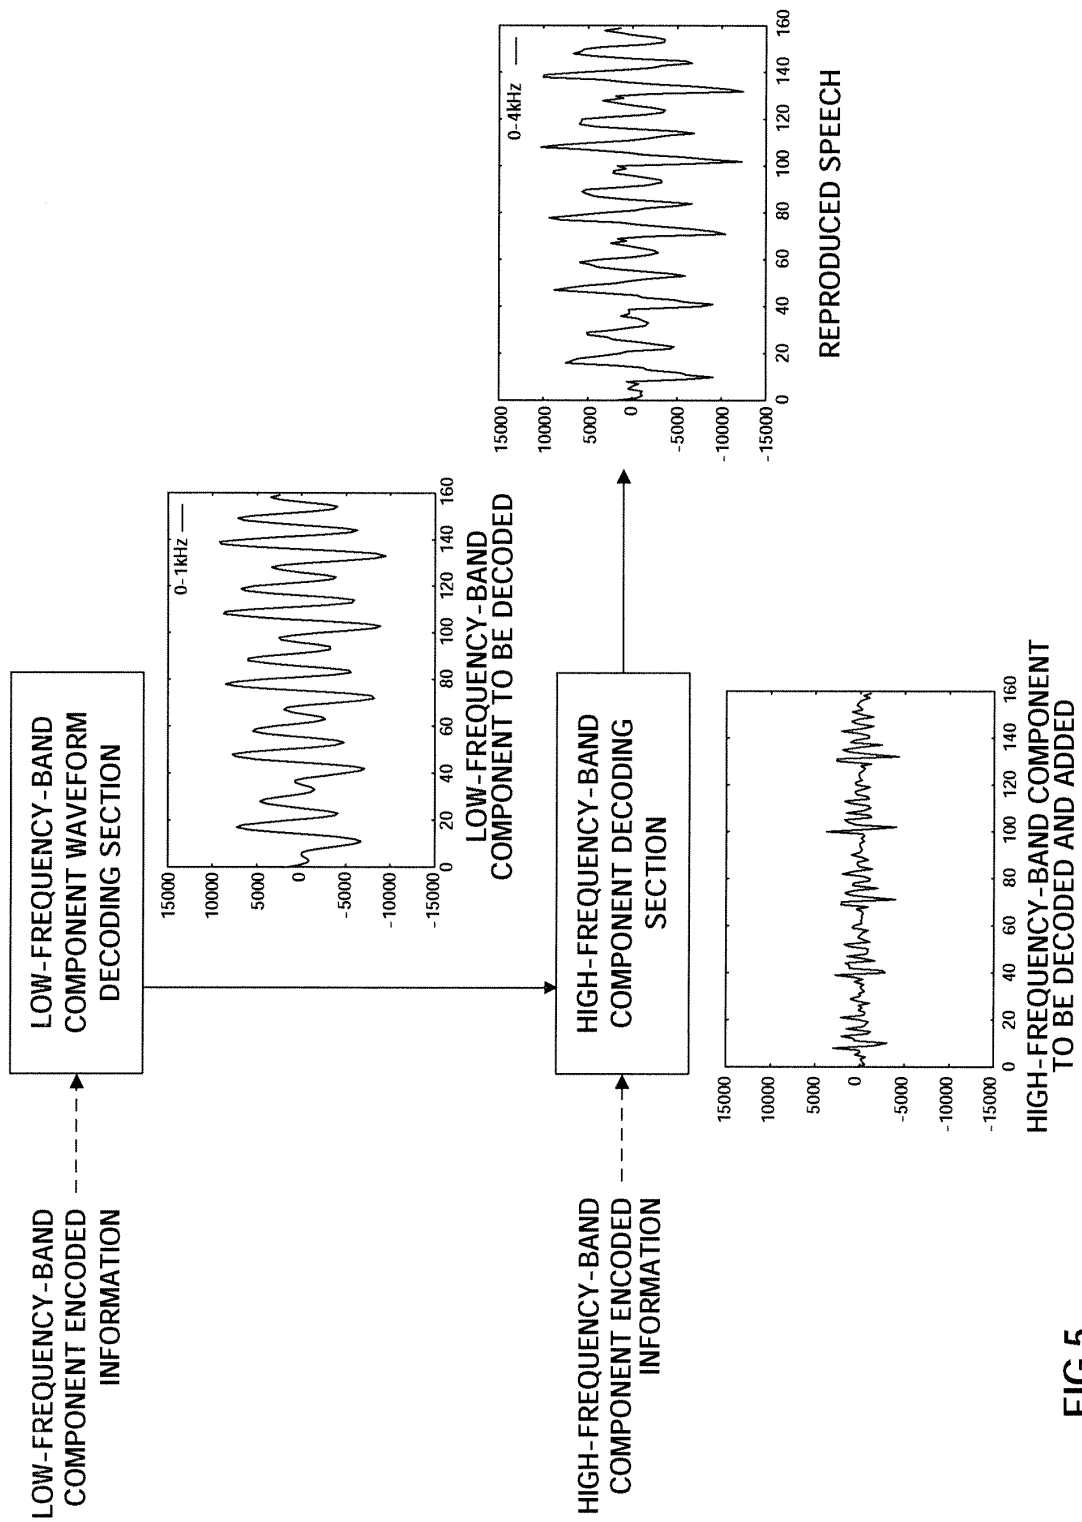 LOW-FREQUENCY-BAND
COMPONENT ENCODED
INFORMATION
LOW-FREQUENCY-BAND
COMPONENT WAVEFORM
DECODING SECTION
15000
10000
5000
0
-5000
-10000
-15000
0 20 40 60 80 100 120 140 160
0-1kHz
LOW-FREQUENCY-BAND
COMPONENT TO BE DECODED
HIGH-FREQUENCY-BAND
COMPONENT ENCODED
INFORMATION
HIGH-FREQUENCY-BAND
COMPONENT DECODING
SECTION
15000
10000
5000
0
-5000
-10000
-15000
0 20 40 60 80 100 120 140 160
0-4kHz
REPRODUCED SPEECH
15000
10000
5000
0
-5000
-10000
-15000
0 20 40 60 80 100 120 140 160
HIGH-FREQUENCY-BAND COMPONENT
TO BE DECODED AND ADDED
FIG.5